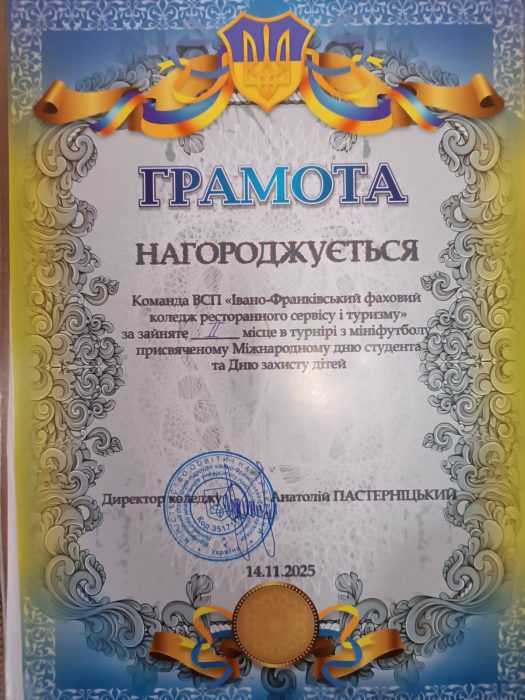 ГРАМОТА
НАГОРОДЖУЄТЬСЯ
Команда ВСП «Івано-Франківський фаховий
коледж ресторанного сервісу і туризму»
за зайняте II місце в турнірі з мініфутболу
присвяченому Міжнародному дню студента
та Дню захисту дітей
Директор коледжу Анатолій ПАСТЕРНІЦЬКИЙ
14.11.2025